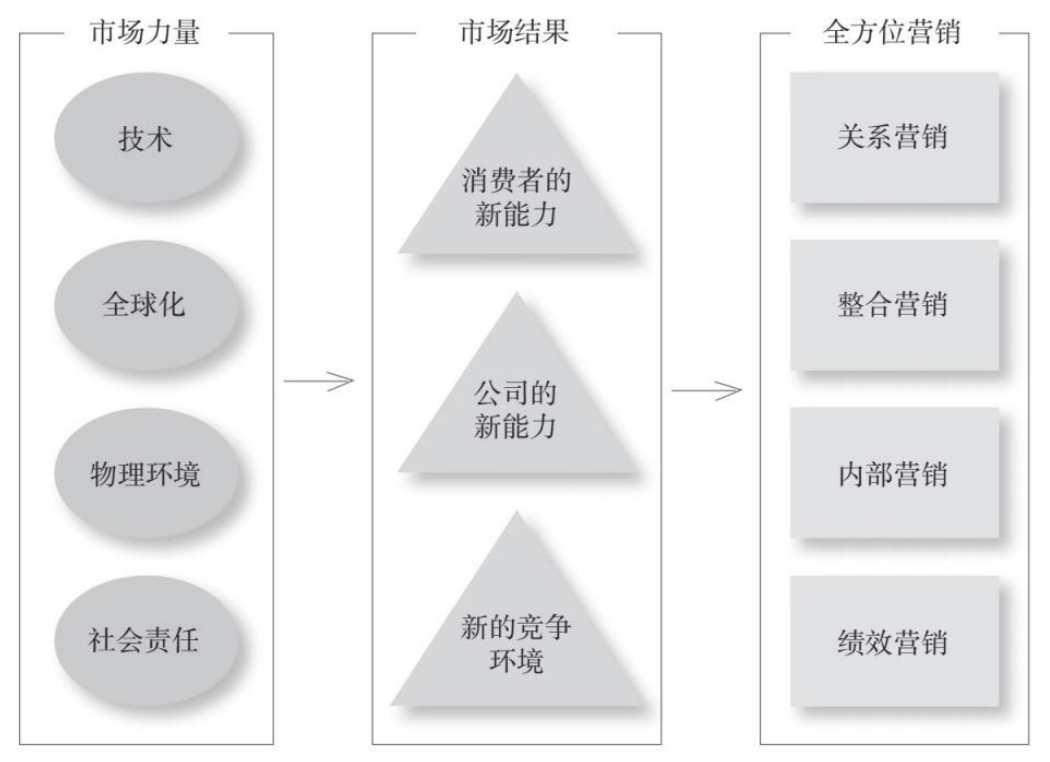 市场力量
技术
全球化
物理环境
社会责任
市场结果
消费者的
新能力
公司的
新能力
新的竞争
环境
全方位营销
关系营销
整合营销
内部营销
绩效营销